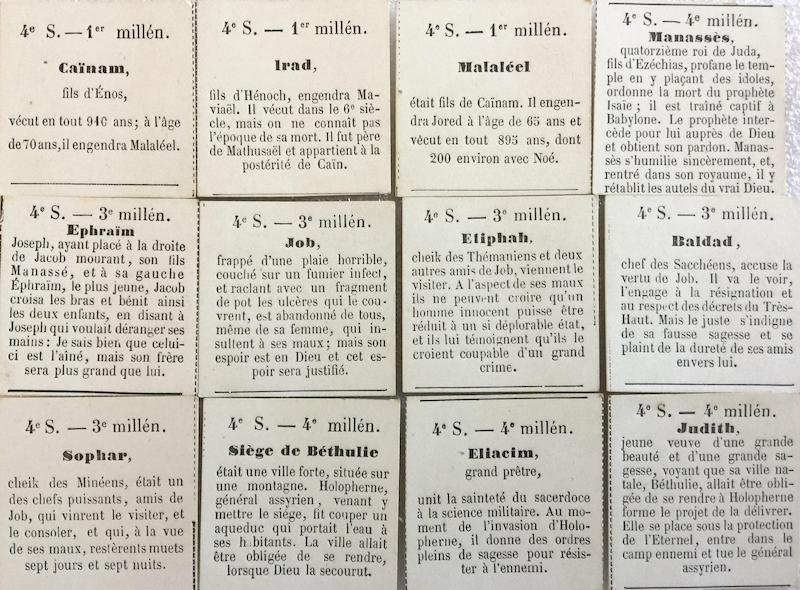 4e S. — 1er millén.
Caïnam,
fils d'Énos,
vécut en tout 910 ans ; à l'âge
de 70 ans, il engendra Malaléel.
4e S. — 1er millén.
Irad,
fils d'Hénoch, engendra Ma-
viaël. Il vécut dans le 6e siè-
cle, mais on ne connaît pas
l'époque de sa mort. Il fut père
de Mathusaël et appartient à la
postérité de Caïn.
4e S. — 1er millén.
Malaléel
était fils de Caïnam. Il engen-
dra Jored à l'âge de 65 ans et
vécut en tout 895 ans, dont
200 environ avec Noé.
4e S. — 4e millén.
Manassès,
quatorzième roi de Juda,
fils d'Ézéchias, profane le tem-
ple en y plaçant des idoles,
ordonne la mort du prophète
Isaïe ; il est traîné captif à
Babylone. Le prophète inter-
cède pour lui auprès de Dieu
et obtient son pardon. Manas-
sès s'humilie sincèrement, et,
rentré dans son royaume, il y
rétablit les autels du vrai Dieu.
4e S. — 3e millén.
Ephraïm
Joseph, ayant placé à la droite
de Jacob mourant, son fils
Manassé, et à sa gauche
Éphraïm, le plus jeune, Jacob
croisa les bras et bénit ainsi
les deux enfants, en disant à
Joseph qui voulait déranger ses
mains : Je sais bien que celui-
ci est l'aîné, mais son frère
sera plus grand que lui.
4e S. — 3e millén.
Job,
frappé d'une plaie horrible,
couché sur un fumier infect,
et raclant avec un fragment
de pot les ulcères qui le cou-
vrent, est abandonné de tous,
même de sa femme, qui in-
sultent à ses maux ; mais son
espoir est en Dieu et cet es-
poir sera justifié.
4e S. — 3e millén.
Eliphah,
cheik des Thémaniens et deux
autres amis de Job, viennent le
visiter. A l'aspect de ses maux
ils ne peuvent croire qu'un
homme innocent puisse être
réduit à un si déplorable état,
et ils lui témoignent qu'ils le
croient coupable d'un grand
crime.
4e S. — 3e millén.
Baldad,
chef des Sacchéens, accuse la
vertu de Job. Il va le voir,
l'engage à la résignation et
au respect des décrets du Très-
Haut. Mais le juste s'indigne
de sa fausse sagesse et se
plaint de la dureté de ses amis
envers lui.
4e S. — 3e millén.
Sophar,
cheik des Minéens, était un
des chefs puissants, amis de
Job, qui vinrent le visiter, et
le consoler, et qui, à la vue
de ses maux, restèrents muets
sept jours et sept nuits.
4e S. — 4e millén.
Siège de Béthulie
était une ville forte, située sur
une montagne. Holopherne,
général assyrien, venant y
mettre le siége, fit couper un
aqueduc qui portait l'eau à
ses habitants. La ville allait
être obligée de se rendre,
lorsque Dieu la secourut.
4e S. — 4e millén.
Eliacim,
grand prêtre,
unit la sainteté du sacerdoce
à la science militaire. Au mo-
ment de l'invasion d'Holo-
pherne, il donne des ordres
pleins de sagesse pour résis-
ter à l'ennemi.
4e S. — 4e millén.
Judith,
jeune veuve d'une grande
beauté et d'une grande sa-
gesse, voyant que sa ville na-
tale, Béthulie, allait être obli-
gée de se rendre à Holopherne
forme le projet de la délivrer.
Elle se place sous la protection
de l'Eternel, entre dans le
camp ennemi et tue le général
assyrien.